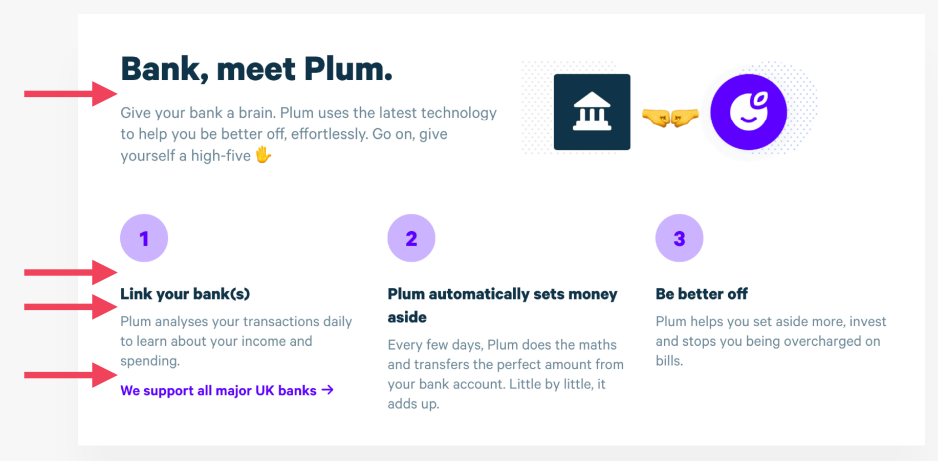 Bank, meet Plum.
Give your bank a brain. Plum uses the latest technology
to help you be better off, effortlessly. Go on, give
yourself a high-five ✋
1
Link your bank(s)
Plum analyses your transactions daily
to learn about your income and
spending.
We support all major UK banks →
2
Plum automatically sets money
aside
Every few days, Plum does the maths
and transfers the perfect amount from
your bank account. Little by little, it
adds up.
3
Be better off
Plum helps you set aside more, invest
and stops you being overcharged on
bills.